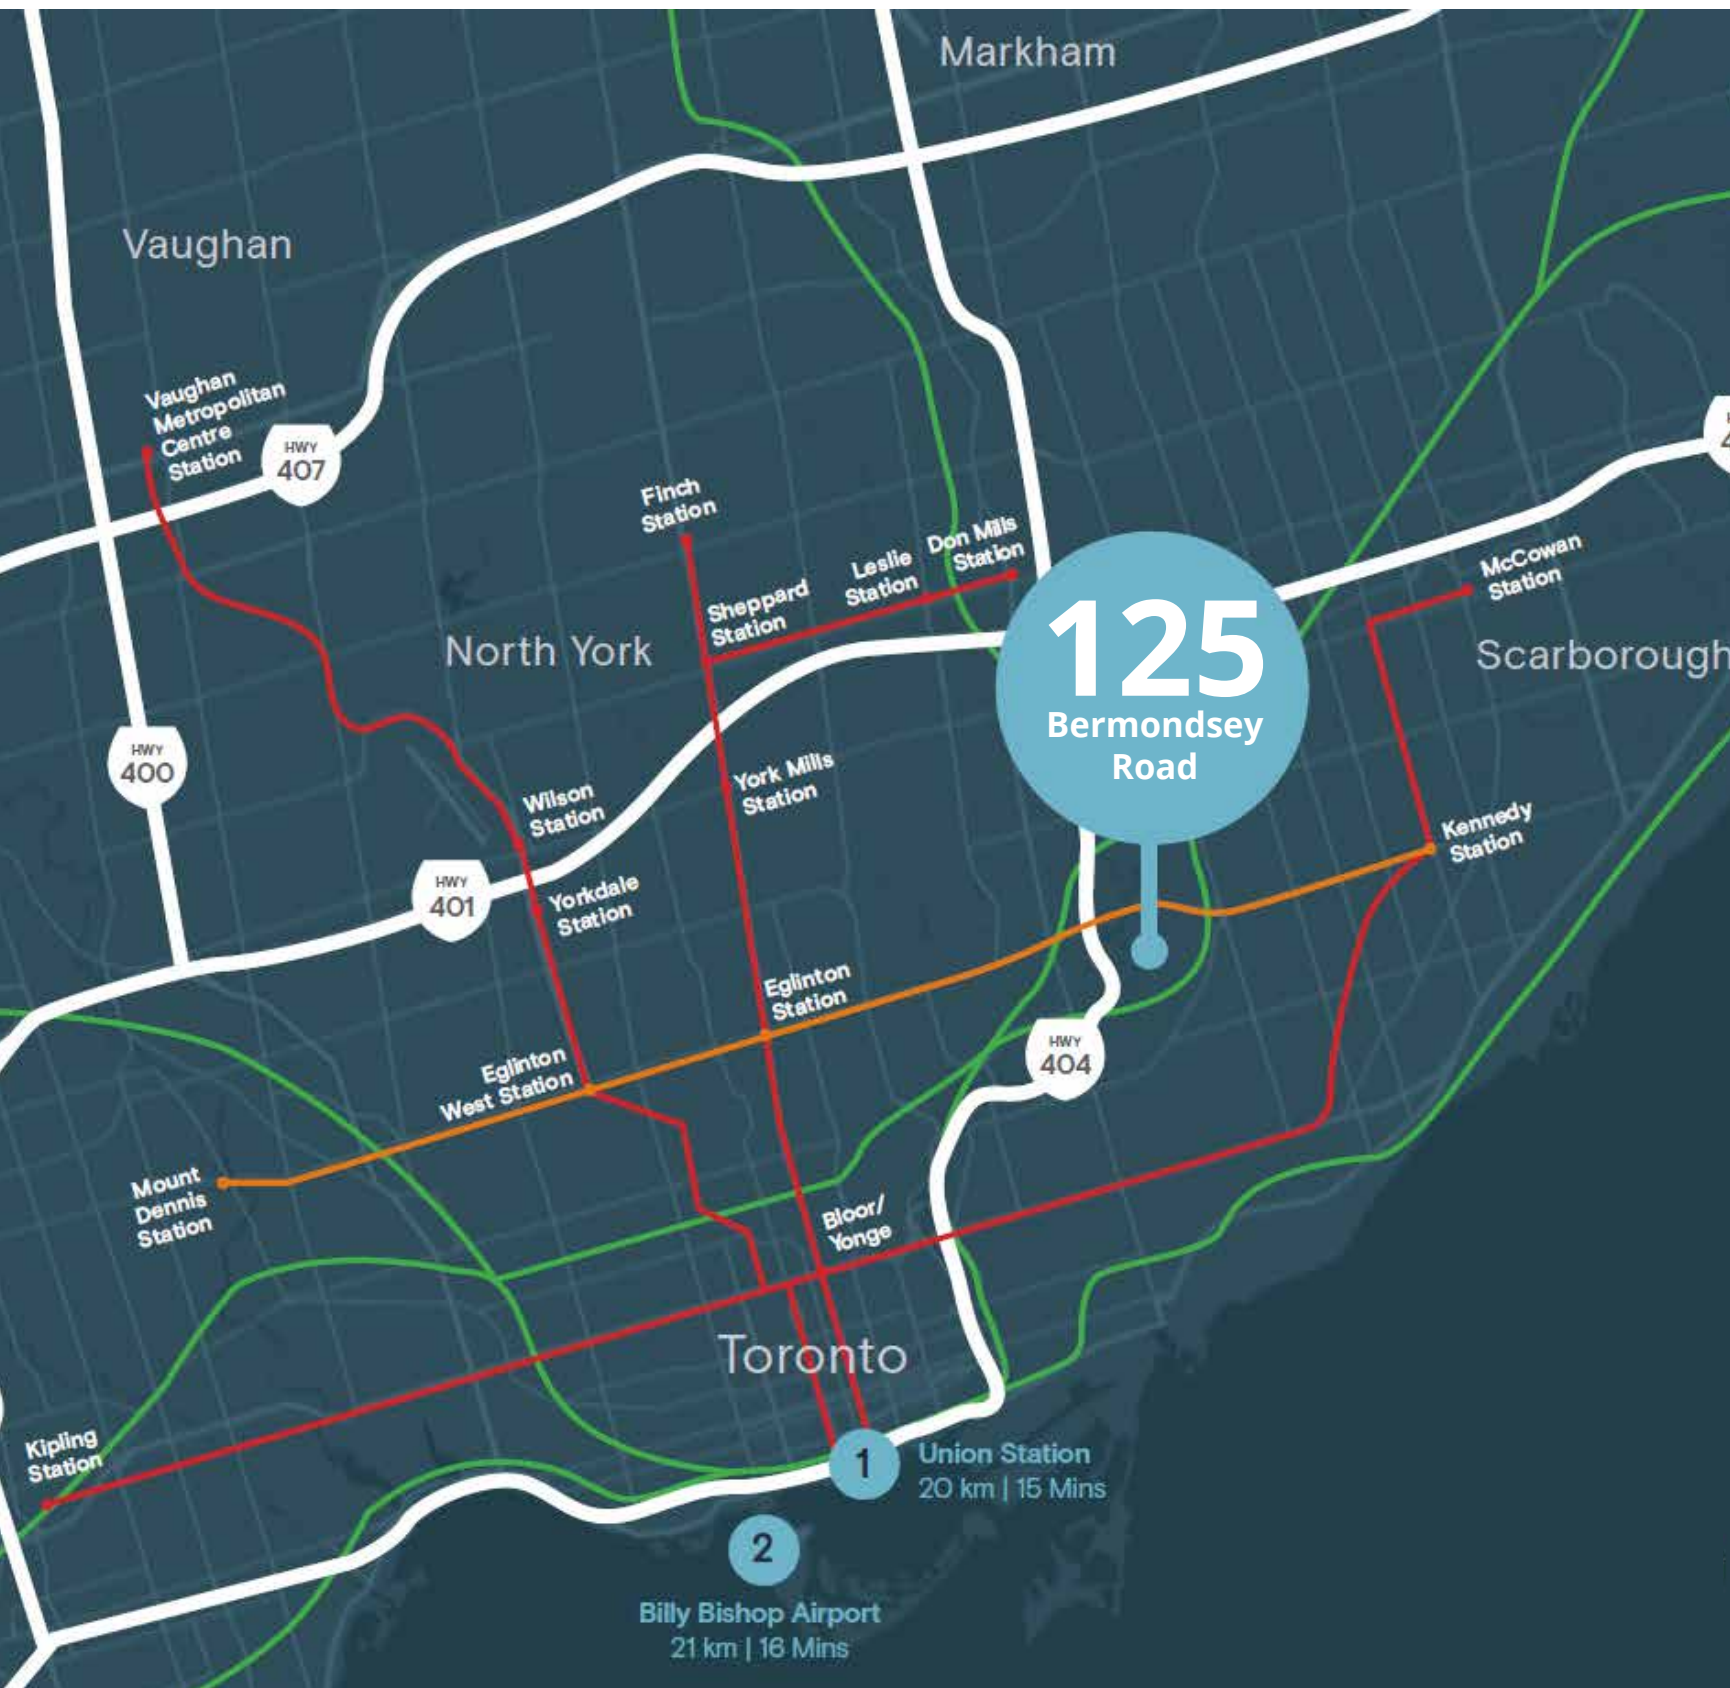 Markham
Vaughan
Vaughan
Metropolitan
Centre
Station
HWY
407
Finch
Station
Sheppard
Station
Leslie
Station
Don Mills
Station
125
Bermondsey
Road
McCowan
Station
Scarborough
North York
HWY
400
Wilson
Station
York Mills
Station
Kennedy
Station
HWY
401
Yorkdale
Station
Eglinton
Station
HWY
404
Eglinton
West Station
Mount
Dennis
Station
Bloor/
Yonge
Toronto
Kipling
Station
1
Union Station
20 km | 15 Mins
2
Billy Bishop Airport
21 km | 16 Mins